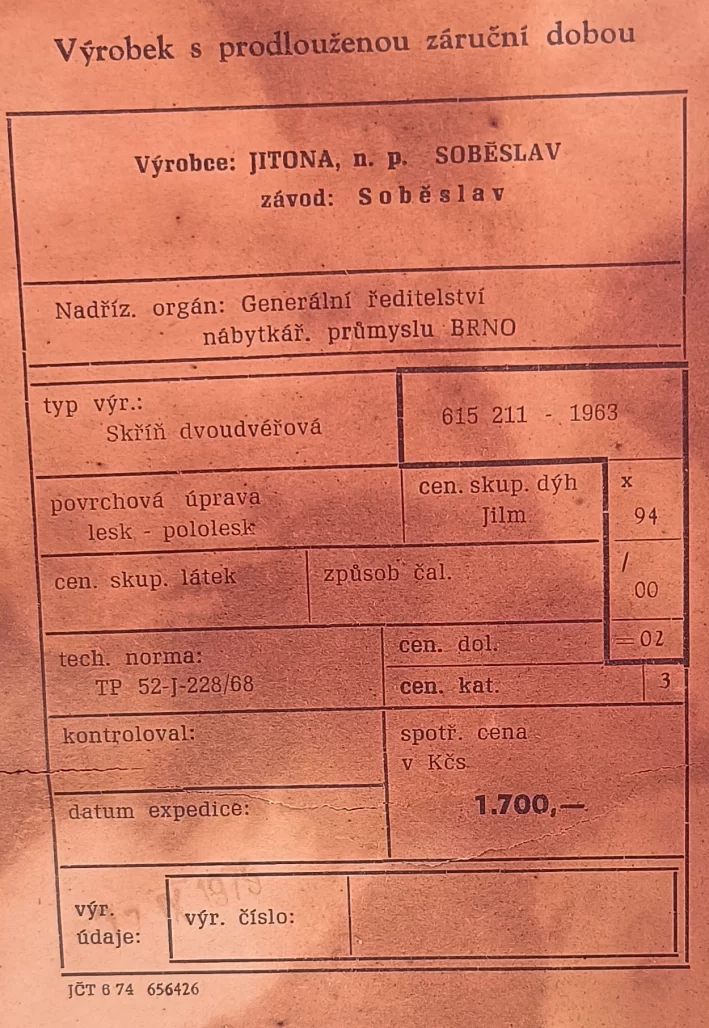 Výrobek s prodlouženou záruční dobou
Výrobce: JITONA, n. p. SOBĚSLAV
závod: Soběslav
Nadříz. orgán: Generální ředitelství
nábytkář. průmyslu BRNO
typ výr.:
Skříň dvoudvéřová
615 211 - 1963
povrchová úprava
lesk - pololesk
cen. skup. dýh
Jilm
x
94
cen. skup. látek
způsob čal.
/
00
tech. norma:
TP 52-J-228/68
cen. dol.
=02
cen. kat.
3
kontroloval:
spotř. cena
v Kčs
1.700,—
datum expedice:
výr.
údaje:
výr. číslo:
JČT 6 74 656426